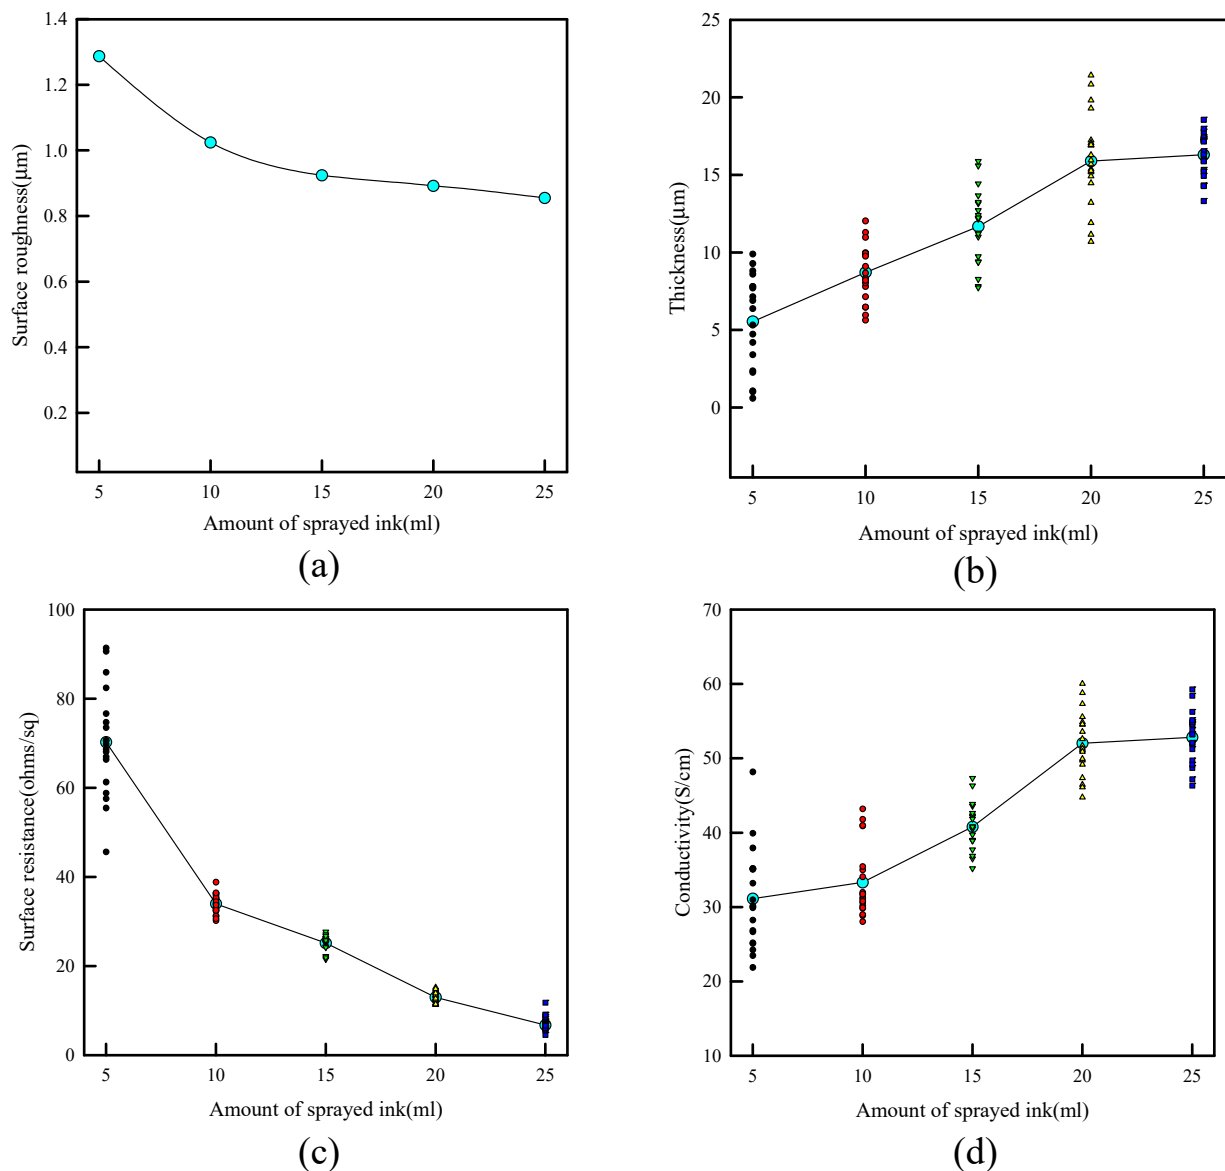 1.4
1.2
1.0
0.8
0.6
0.4
0.2
Surface roughness(μm)
5 10 15 20 25
Amount of sprayed ink(ml)
(a)
25
20
15
10
5
0
Thickness(μm)
5 10 15 20 25
Amount of sprayed ink(ml)
(b)
100
80
60
40
20
0
Surface resistance(ohms/sq)
5 10 15 20 25
Amount of sprayed ink(ml)
(c)
70
60
50
40
30
20
10
Conductivity(S/cm)
5 10 15 20 25
Amount of sprayed ink(ml)
(d)